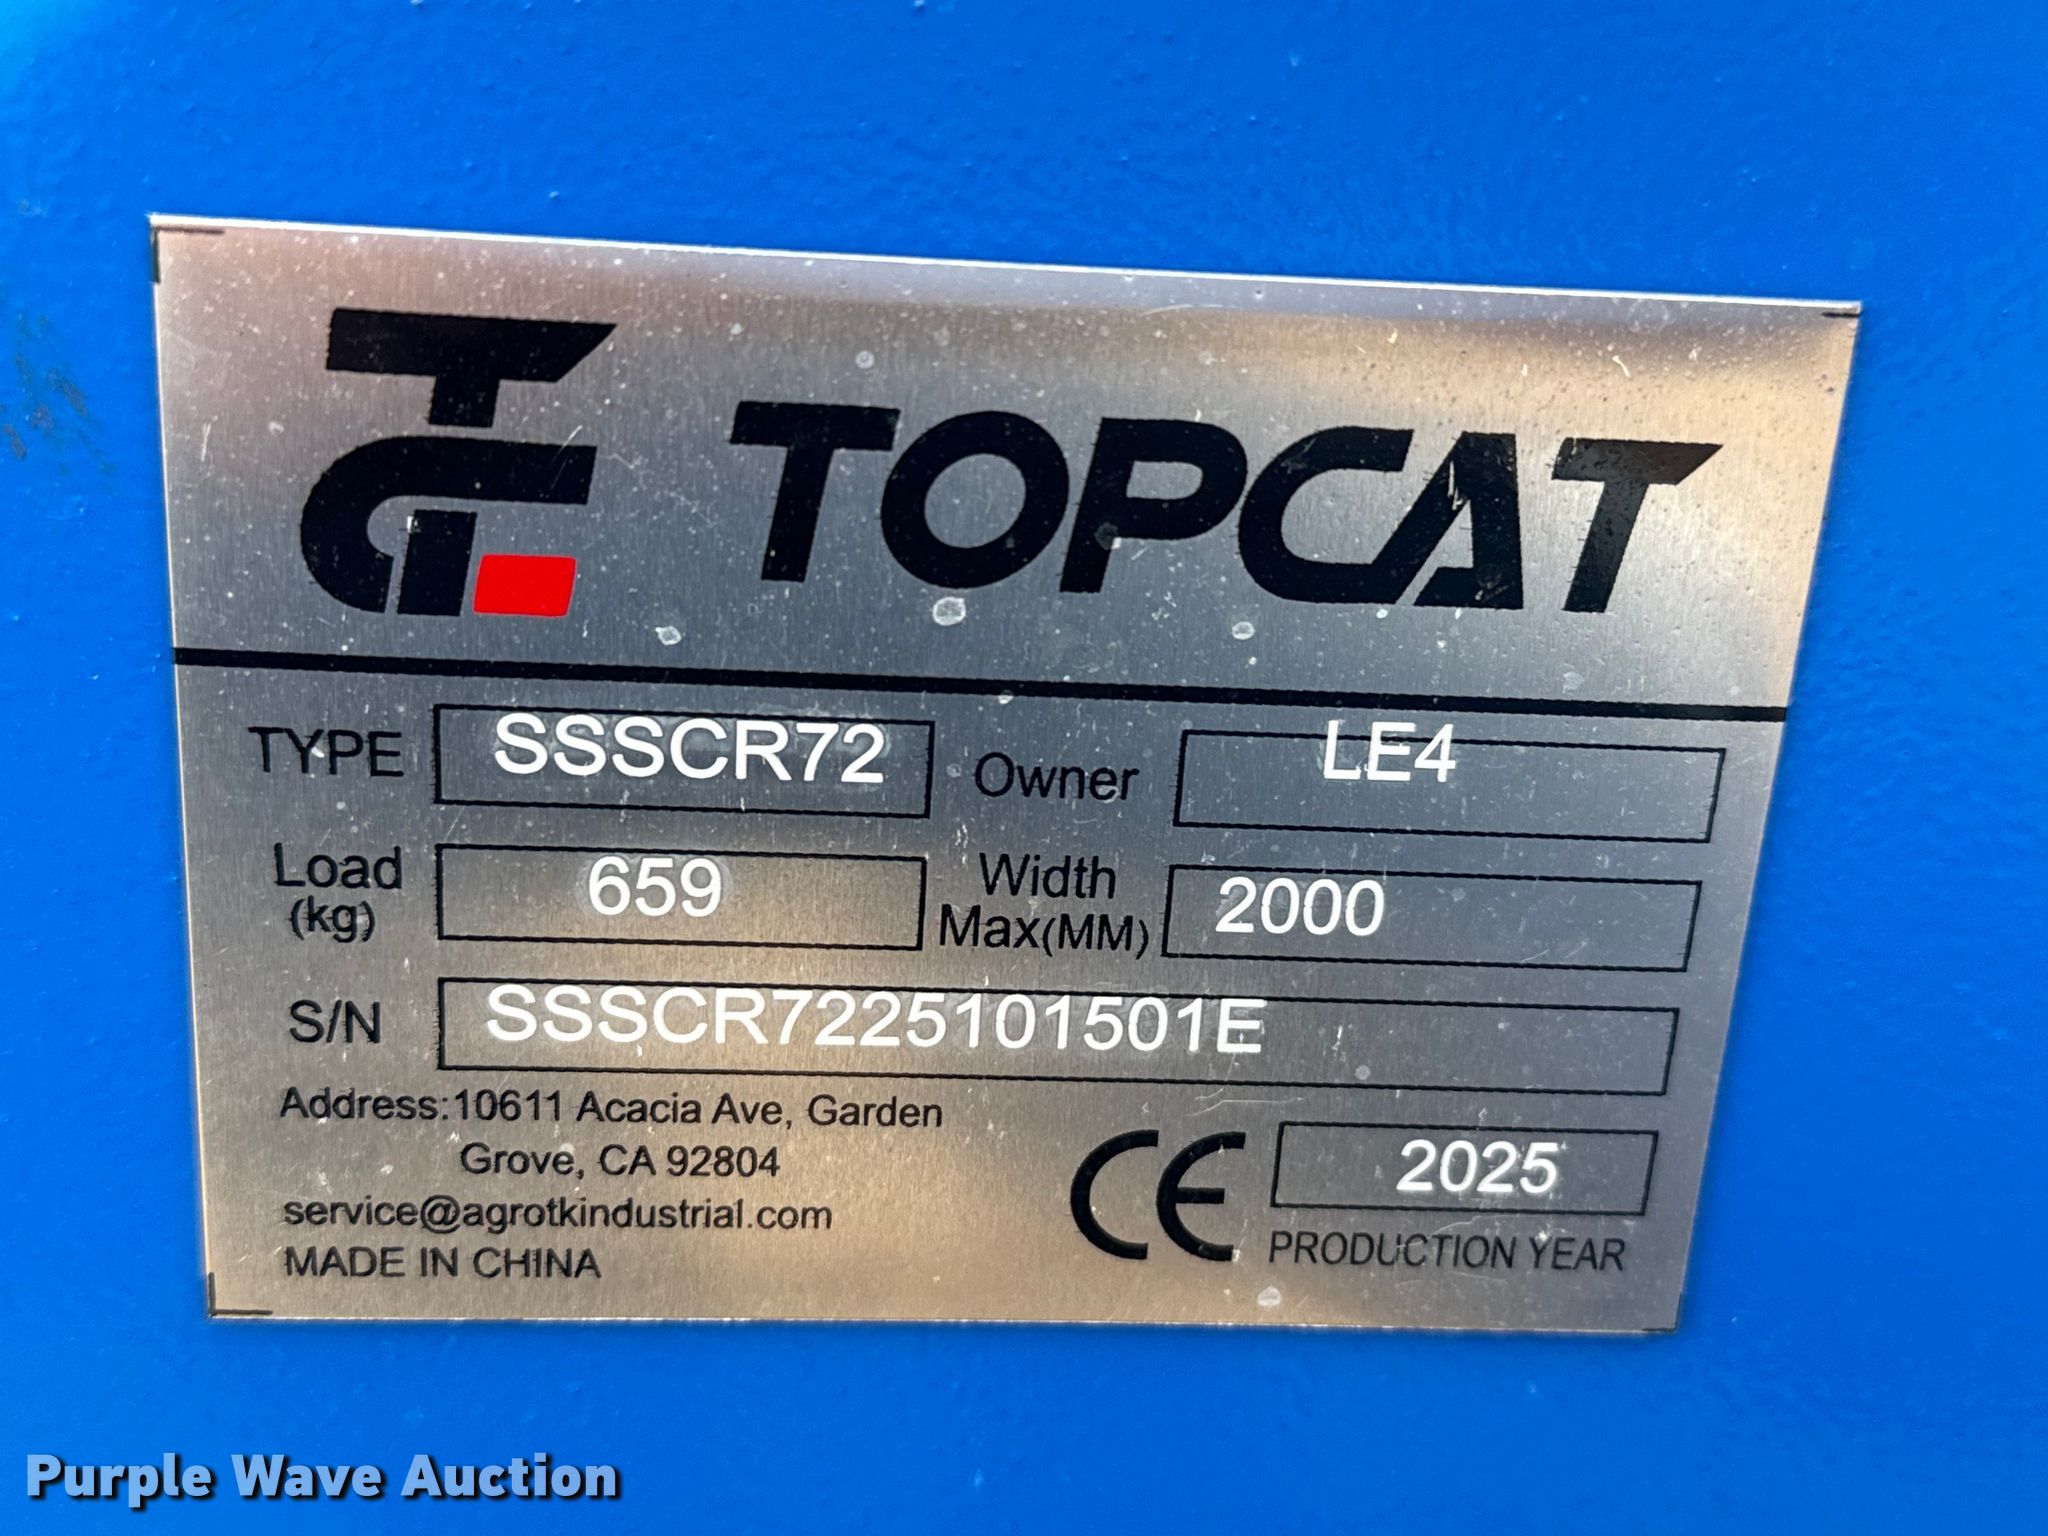 TOPCAT
TYPE SSSCR72 Owner LE4
Load (kg) 659 Width Max(MM) 2000
S/N SSSCR7225101501E
Address:10611 Acacia Ave, Garden
Grove, CA 92804
service@agrotkindustrial.com
MADE IN CHINA
CE 2025
PRODUCTION YEAR
Purple Wave Auction